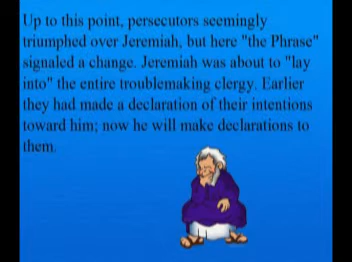 Up to this point, persecutors seemingly
triumphed over Jeremiah, but here "the Phrase"
signaled a change. Jeremiah was about to "lay
into" the entire troublemaking clergy. Earlier
they had made a declaration of their intentions
toward him; now he will make declarations to
them.